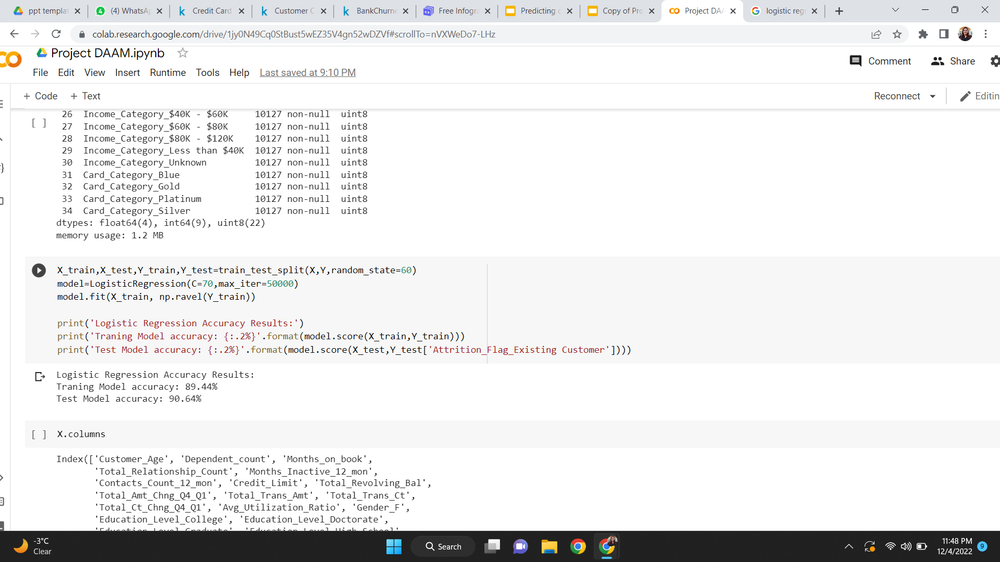 ppt templat
(4) WhatsAp
Credit Card
Customer C
BankChurne
Free Infogra
Predicting c
Copy of Pro
Project DAA
logistic regr
colab.research.google.com/drive/1jy0N49Cq0StBust5wEZ35V4gn52wDZVf#scrollTo=nVXWeDo7-LHz
Project DAAM.ipynb
Comment
Share
File Edit View Insert Runtime Tools Help Last saved at 9:10 PM
+ Code + Text
Reconnect
Editin
[ ]
26 Income_Category_$40K - $60K 10127 non-null uint8
27 Income_Category_$60K - $80K 10127 non-null uint8
28 Income_Category_$80K - $120K 10127 non-null uint8
29 Income_Category_Less than $40K 10127 non-null uint8
30 Income_Category_Unknown 10127 non-null uint8
31 Card_Category_Blue 10127 non-null uint8
32 Card_Category_Gold 10127 non-null uint8
33 Card_Category_Platinum 10127 non-null uint8
34 Card_Category_Silver 10127 non-null uint8
dtypes: float64(4), int64(9), uint8(22)
memory usage: 1.2 MB
X_train,X_test,Y_train,Y_test=train_test_split(X,Y,random_state=60)
model=LogisticRegression(C=70,max_iter=50000)
model.fit(X_train, np.ravel(Y_train))
print('Logistic Regression Accuracy Results:')
print('Traning Model accuracy: {:.2%}'.format(model.score(X_train,Y_train)))
print('Test Model accuracy: {:.2%}'.format(model.score(X_test,Y_test['Attrition_Flag_Existing Customer'])))
Logistic Regression Accuracy Results:
Traning Model accuracy: 89.44%
Test Model accuracy: 90.64%
[ ] X.columns
Index(['Customer_Age', 'Dependent_count', 'Months_on_book',
'Total_Relationship_Count', 'Months_Inactive_12_mon',
'Contacts_Count_12_mon', 'Credit_Limit', 'Total_Revolving_Bal',
'Total_Amt_Chng_Q4_Q1', 'Total_Trans_Amt', 'Total_Trans_Ct',
'Total_Ct_Chng_Q4_Q1', 'Avg_Utilization_Ratio', 'Gender_F',
'Education_Level_College', 'Education_Level_Doctorate',
'Education_Level_Graduate', 'Education_Level_High School',
-3°C
Clear
Search
11:48 PM
12/4/2022
9